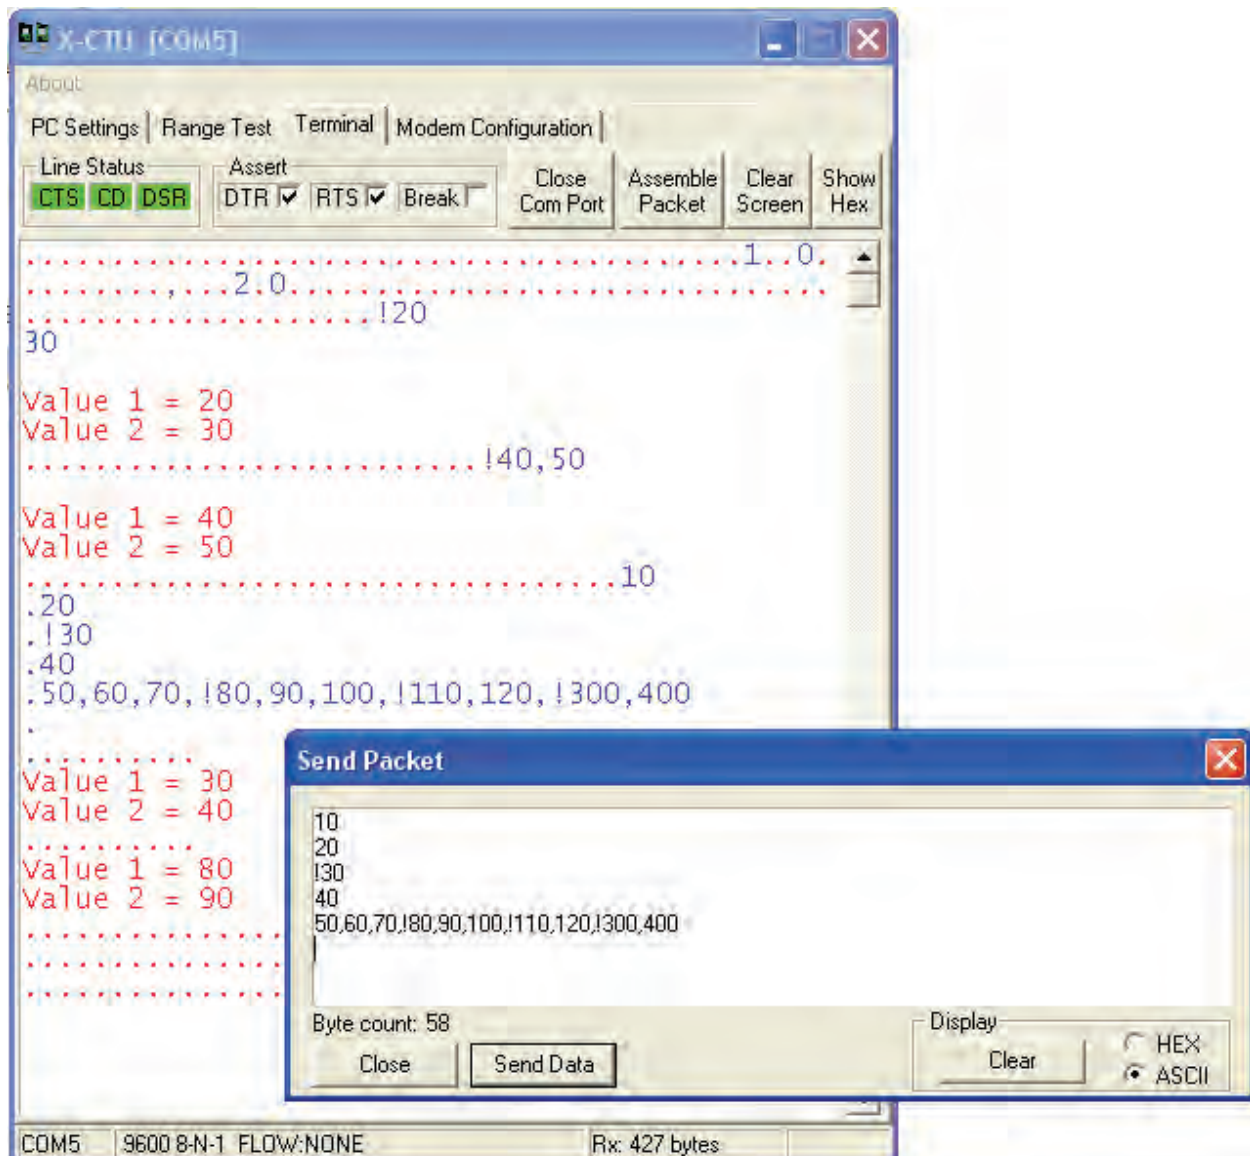 X-CTU [COM5]
About
PC Settings Range Test Terminal Modem Configuration
Line Status Assert
CTS CD DSR DTR RTS Break Close Com Port Assemble Packet Clear Screen Show Hex
..................................................1..0.
..........,...2.0.....................................
........................!20
30
Value 1 = 20
Value 2 = 30
...............................!40,50
Value 1 = 40
Value 2 = 50
.........................................10
.20
.!30
.40
.50,60,70,!80,90,100,!110,120,!300,400
.
............
Value 1 = 30
Value 2 = 40
............
Value 1 = 80
Value 2 = 90
..................
..................
..................
Send Packet
10
20
!30
40
50,60,70,!80,90,100,!110,120,!300,400
Byte count: 58
Display
Close Send Data Clear HEX
ASCII
COM5 9600 8-N-1 FLOW:NONE Rx: 427 bytes